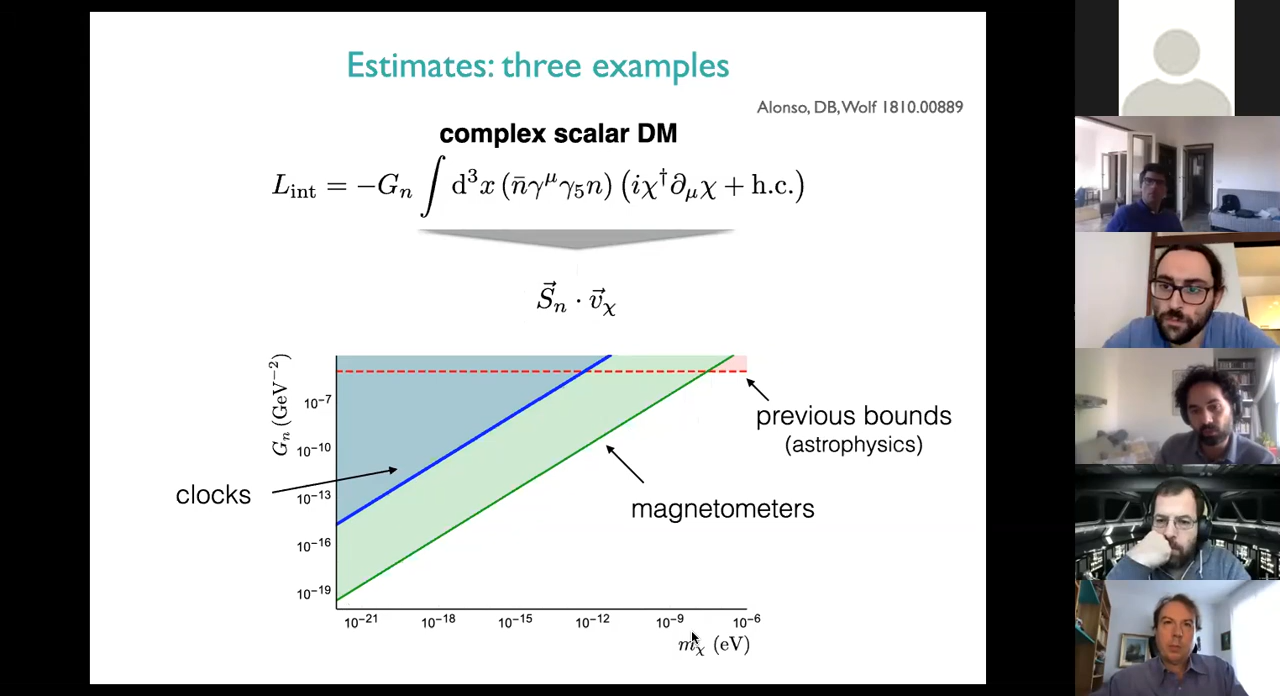 Estimates: three examples
Alonso, DB, Wolf 1810.00889
complex scalar DM
L_int = −G_n ∫ d³x (n̄γ^μγ₅n) (iχ†∂_μχ + h.c.)
S⃗_n · v⃗_χ
G_n (GeV⁻²)
10⁻⁷
10⁻¹⁰
10⁻¹³
10⁻¹⁶
10⁻¹⁹
clocks
previous bounds
(astrophysics)
magnetometers
10⁻²¹ 10⁻¹⁸ 10⁻¹⁵ 10⁻¹² 10⁻⁹ 10⁻⁶
m_χ (eV)